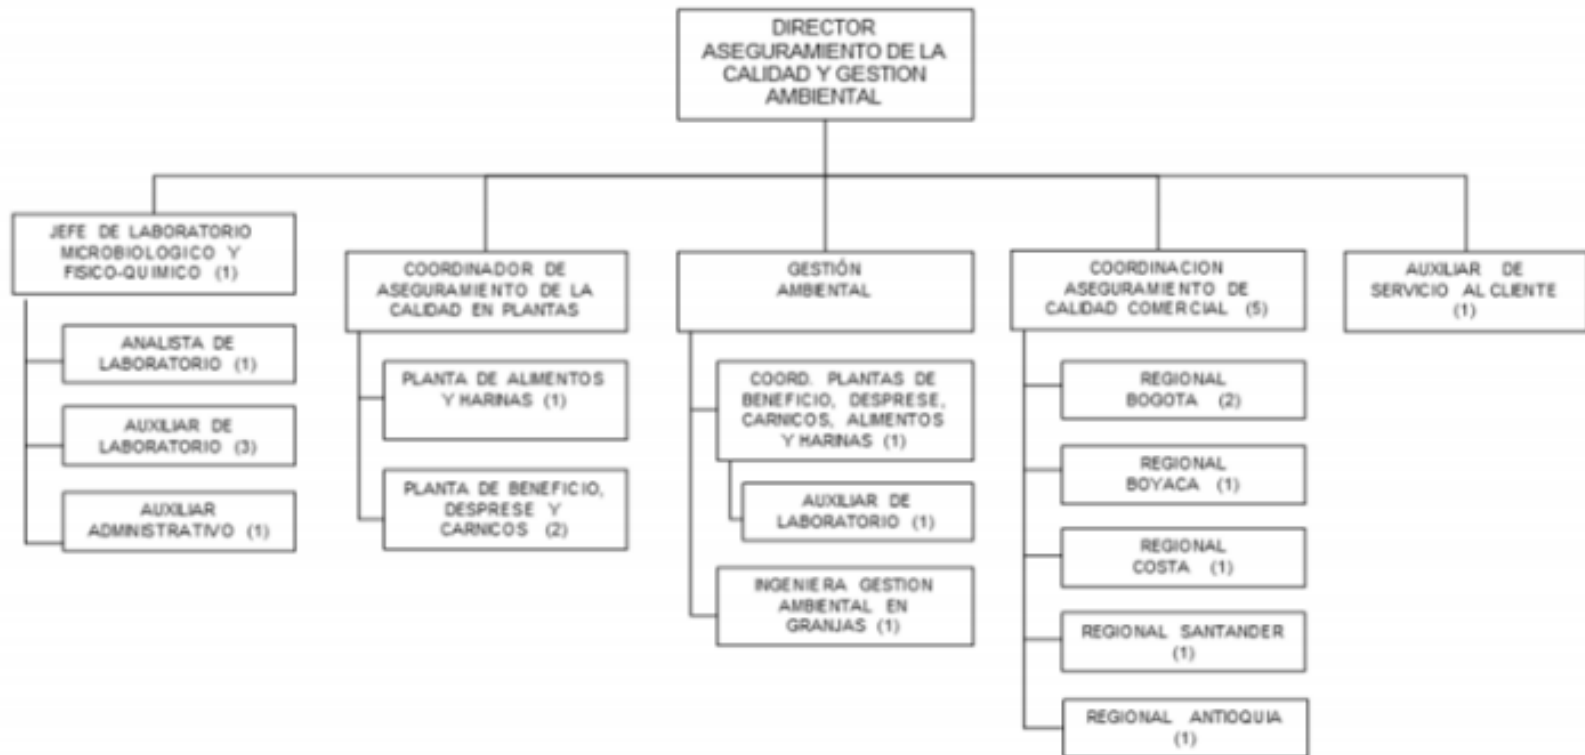 DIRECTOR
ASEGURAMIENTO DE LA
CALIDAD Y GESTION
AMBIENTAL
JEFE DE LABORATORIO
MICROBIOLOGICO Y
FISICO-QUIMICO (1)
ANALISTA DE
LABORATORIO (1)
AUXILIAR DE
LABORATORIO (3)
AUXILIAR
ADMINISTRATIVO (1)
COORDINADOR DE
ASEGURAMIENTO DE LA
CALIDAD EN PLANTAS
PLANTA DE ALIMENTOS
Y HARINAS (1)
PLANTA DE BENEFICIO,
DESPRESE Y
CARNICOS (2)
GESTIÓN
AMBIENTAL
COORD. PLANTAS DE
BENEFICIO, DESPRESE,
CARNICOS, ALIMENTOS
Y HARINAS (1)
AUXILIAR DE
LABORATORIO (1)
INGENIERA GESTION
AMBIENTAL EN
GRANJAS (1)
COORDINACION
ASEGURAMIENTO DE
CALIDAD COMERCIAL (5)
REGIONAL
BOGOTA (2)
REGIONAL
BOYACA (1)
REGIONAL
COSTA (1)
REGIONAL SANTANDER
(1)
REGIONAL ANTIOQUIA
(1)
AUXILIAR DE
SERVICIO AL CLIENTE
(1)